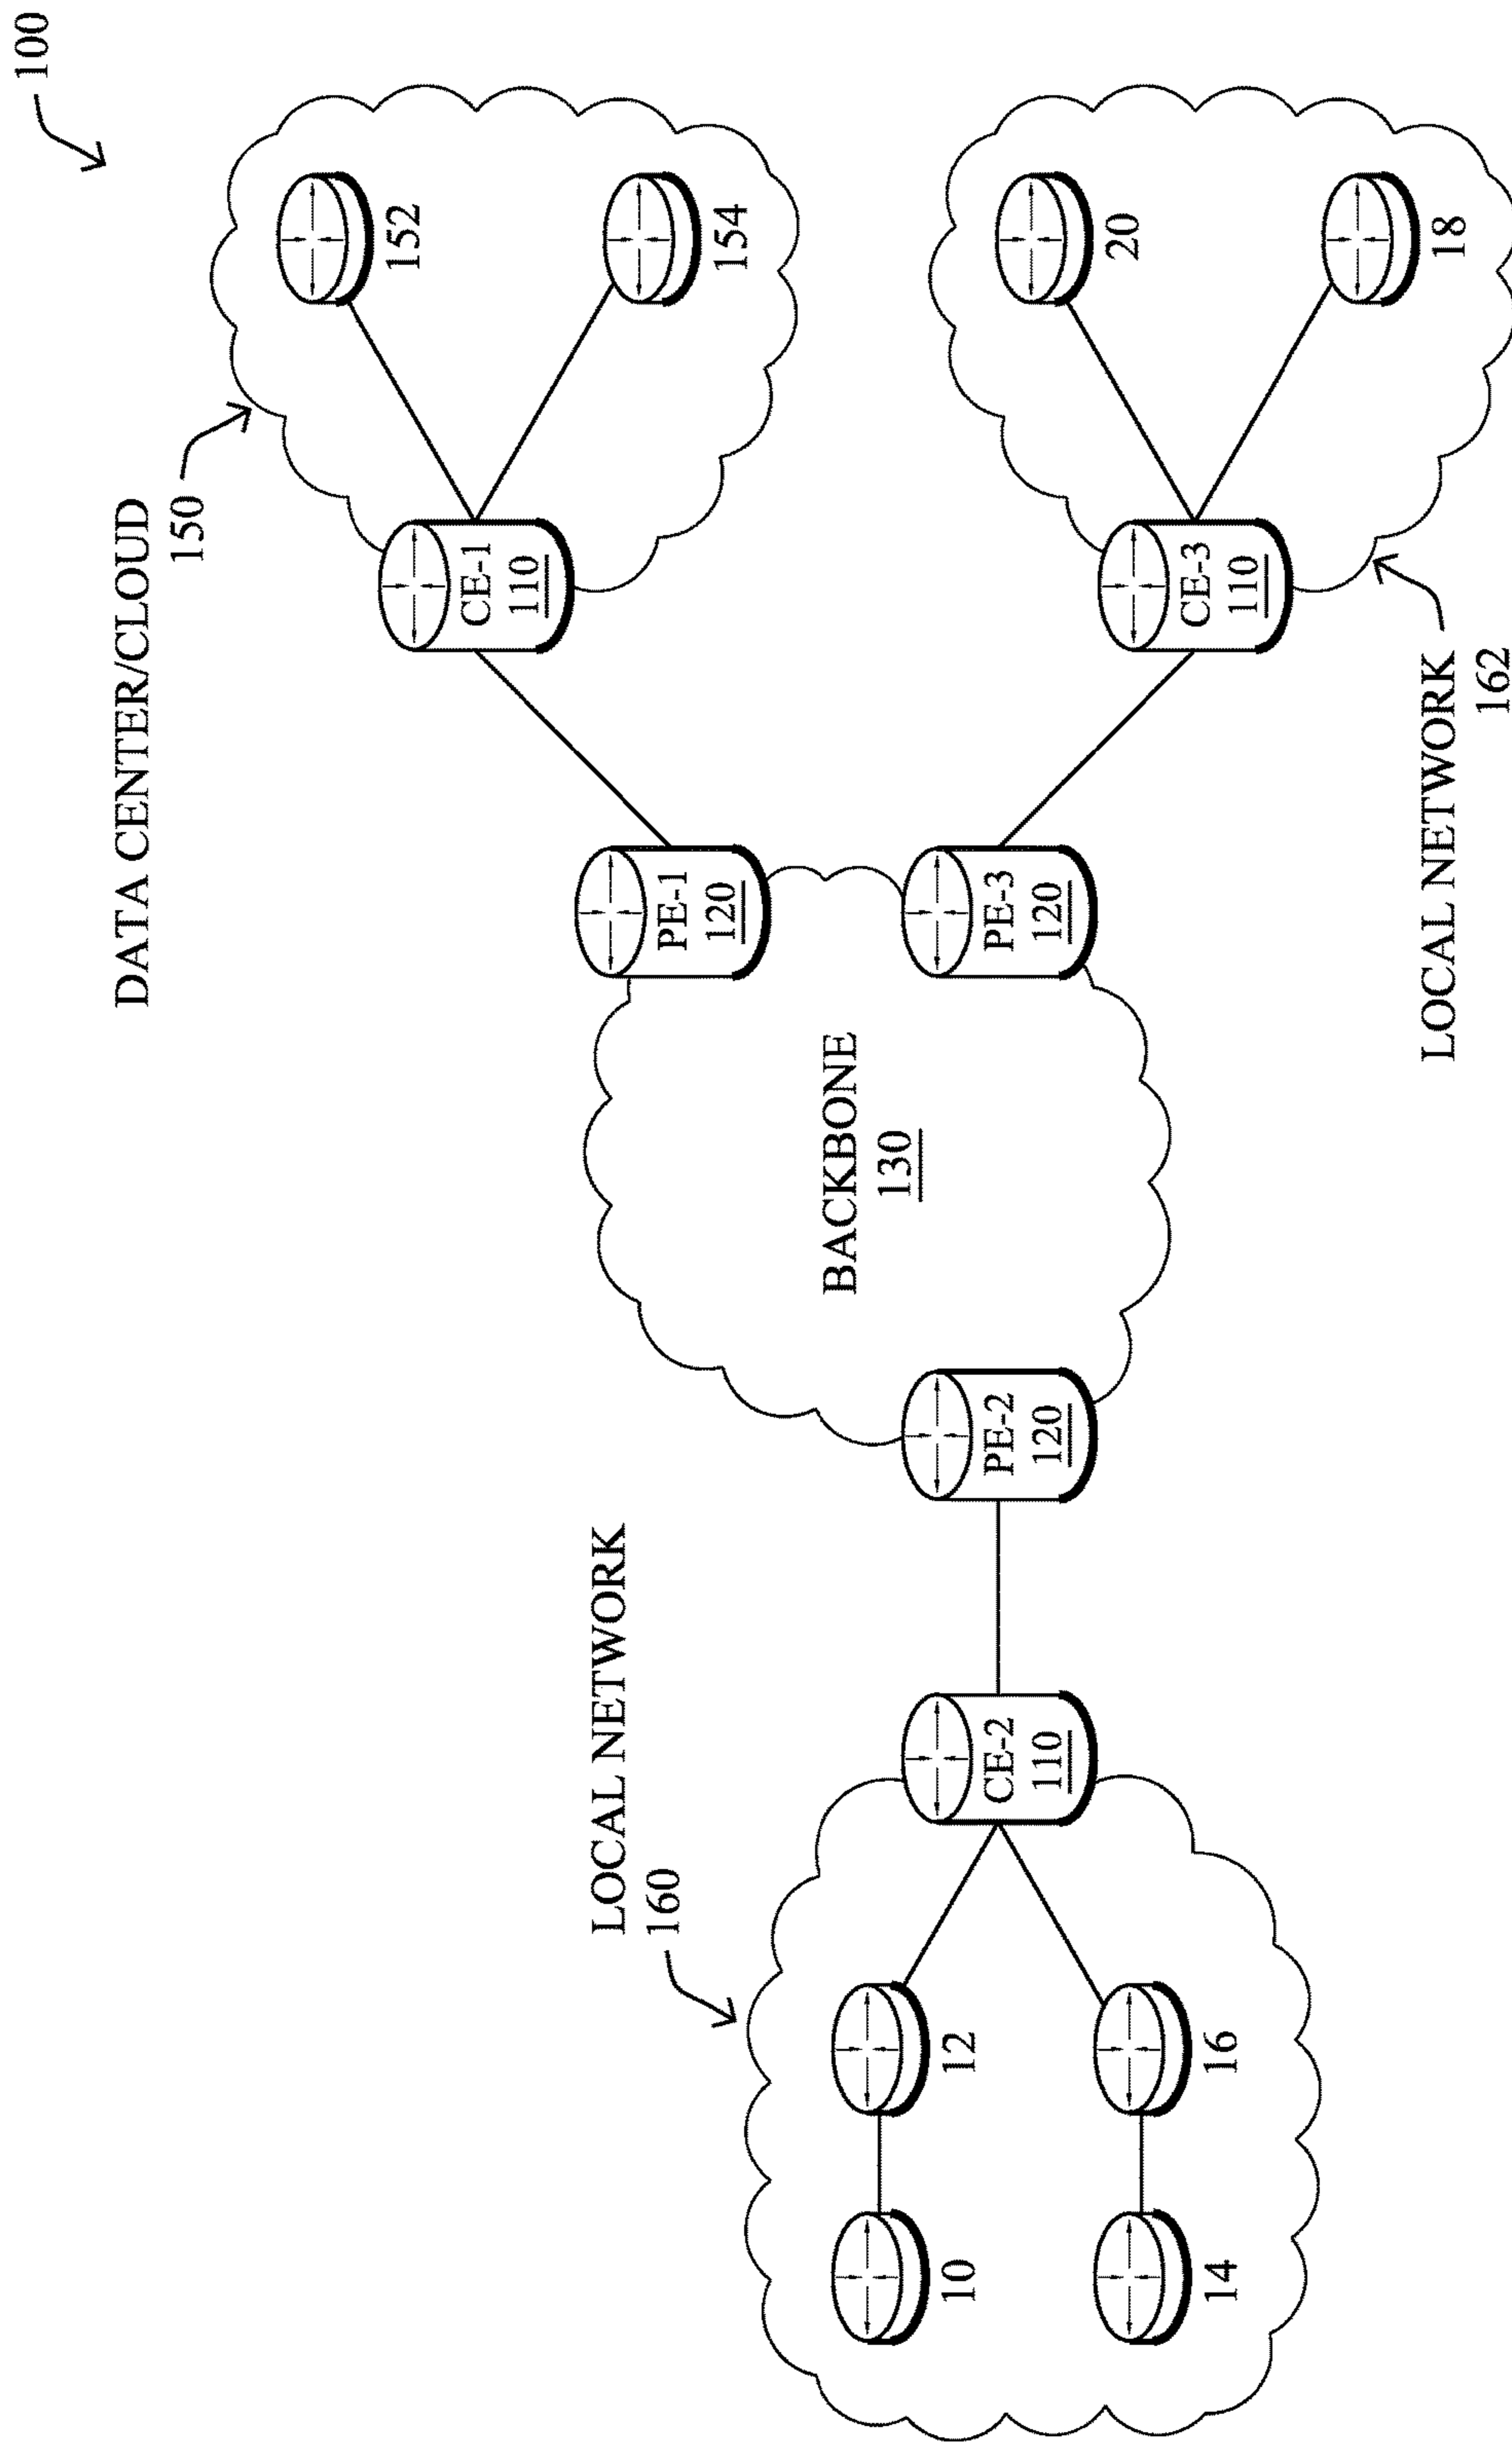 100
DATA CENTER/CLOUD
150
152
154
CE-1
110
PE-1
120
BACKBONE
130
PE-2
120
PE-3
120
LOCAL NETWORK
160
CE-2
110
10
12
14
16
CE-3
110
20
18
LOCAL NETWORK
162